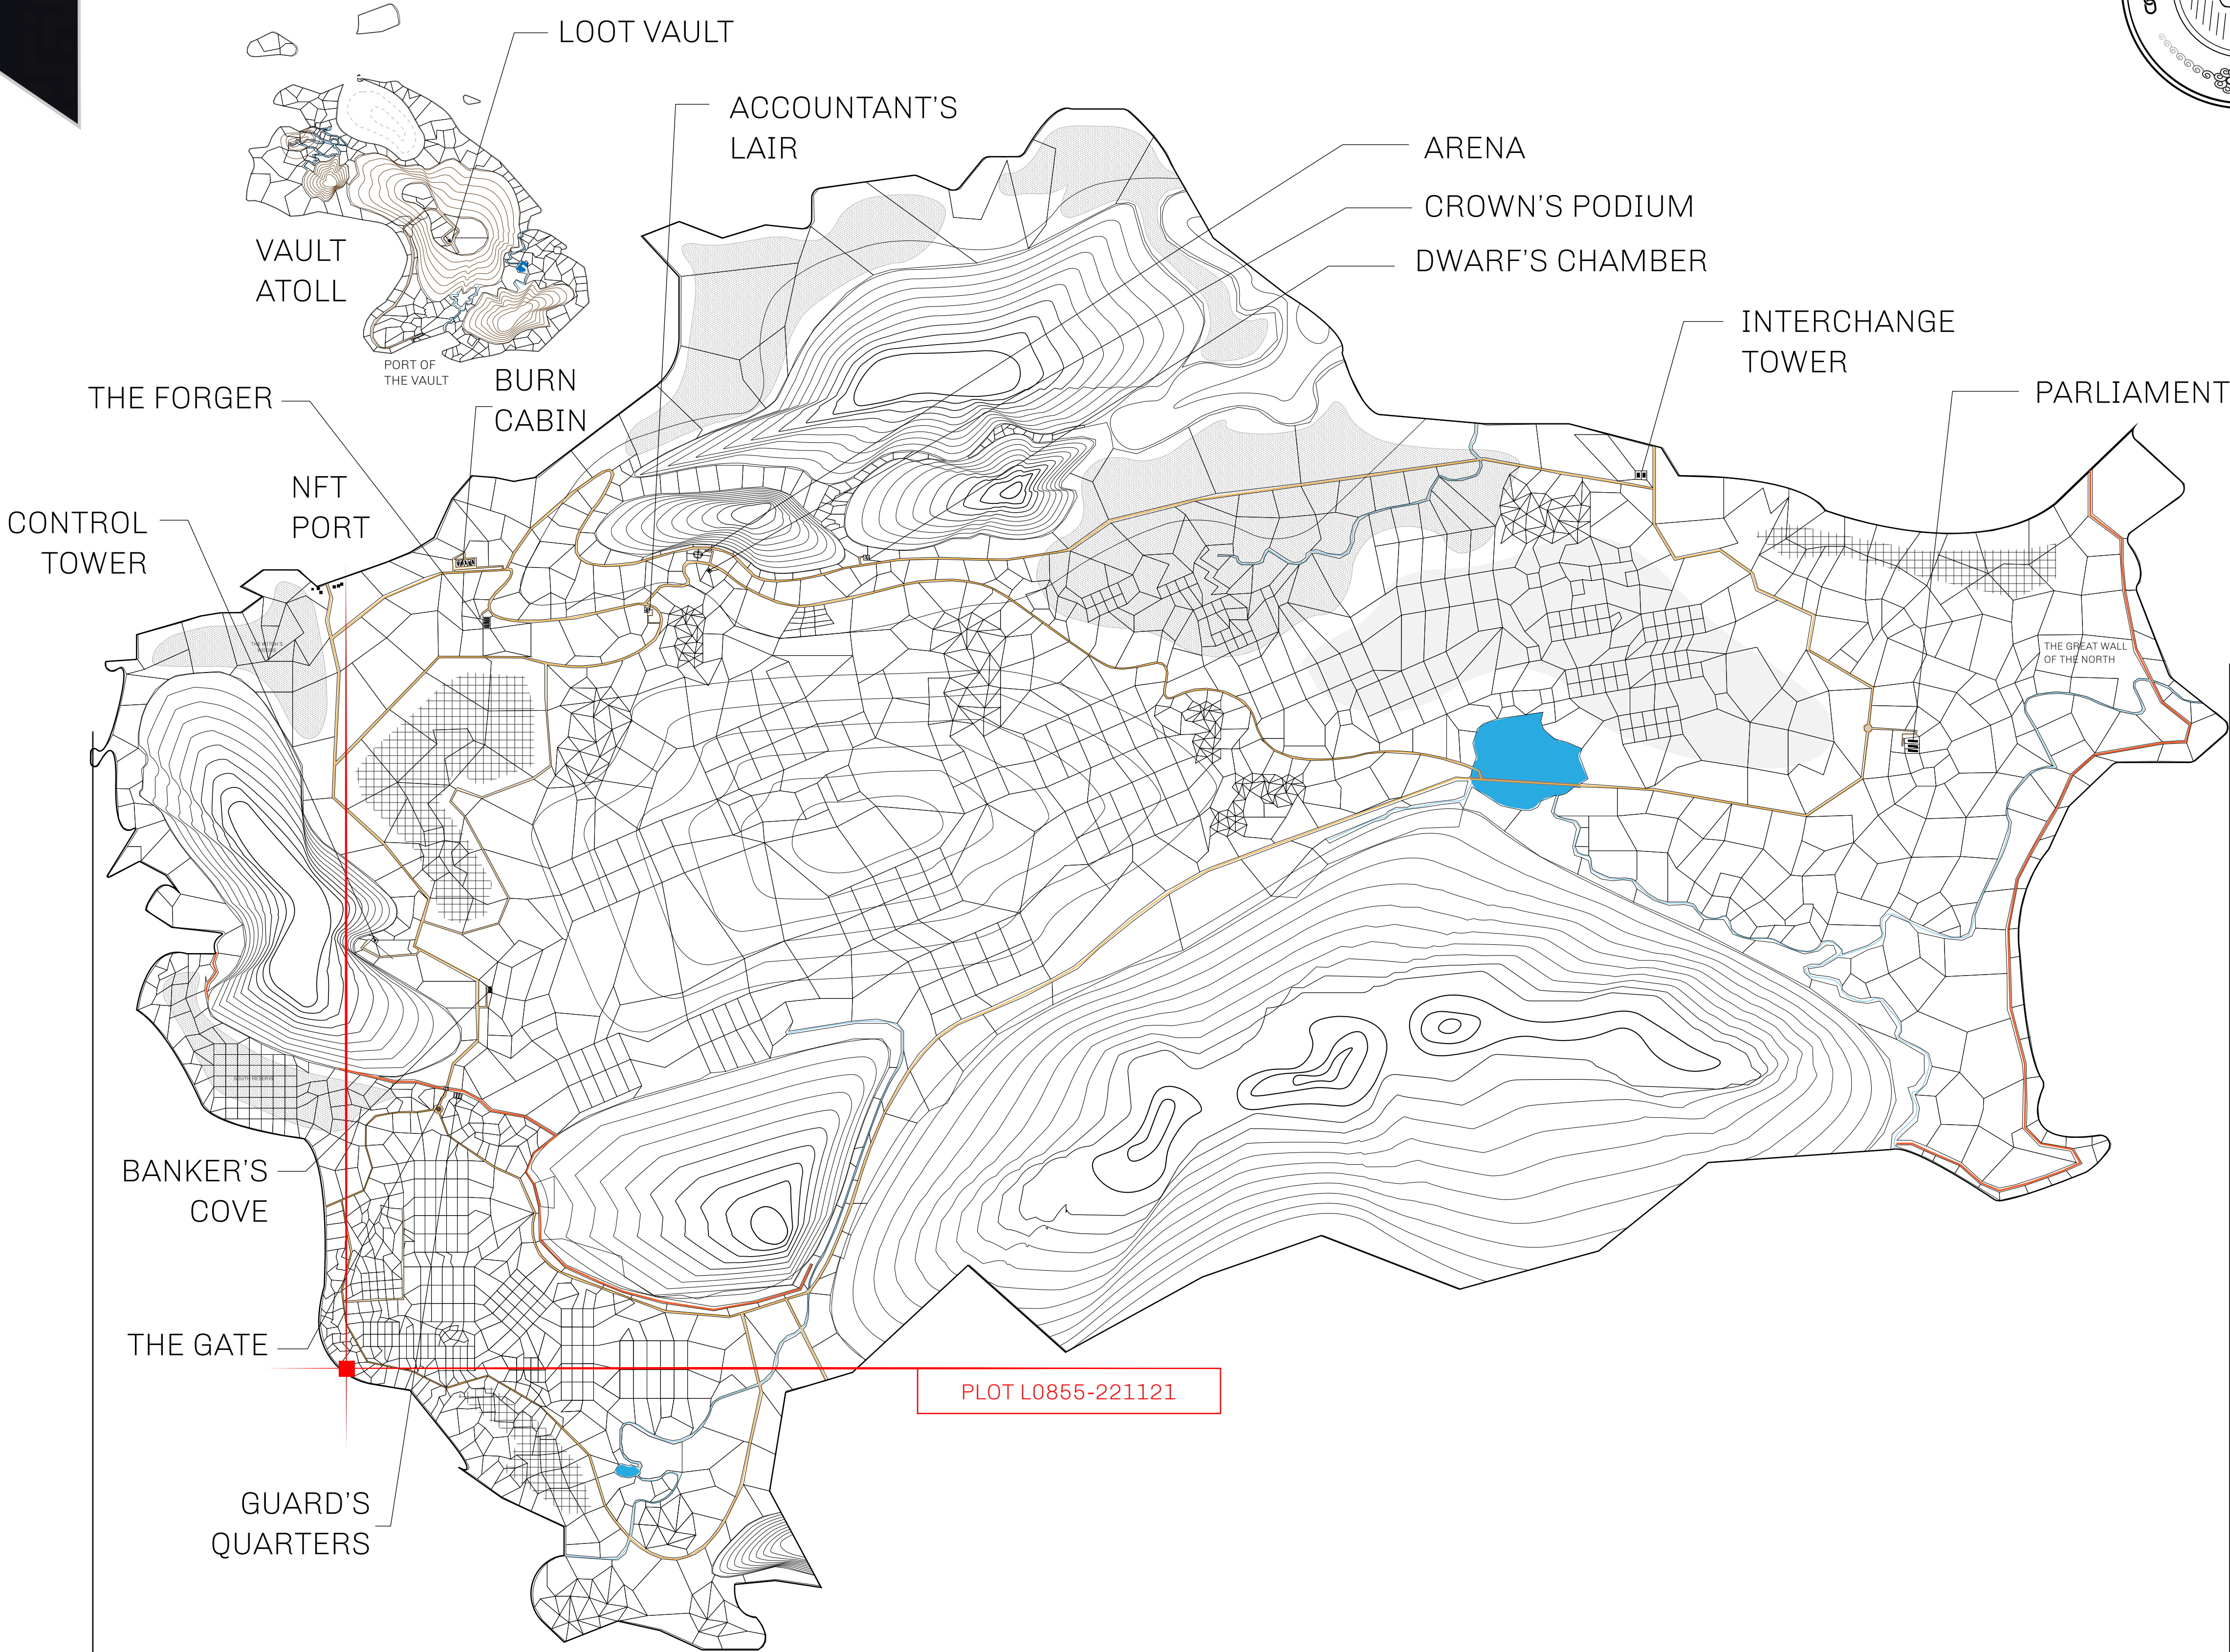 LOOT VAULT
ACCOUNTANT'S
LAIR
ARENA
CROWN'S PODIUM
DWARF'S CHAMBER
VAULT
ATOLL
INTERCHANGE
TOWER
PORT OF
THE VAULT
BURN
CABIN
THE FORGER
PARLIAMENT
NFT
PORT
CONTROL
TOWER
THE GREAT WALL
OF THE NORTH
SOUTH RESERVE
BANKER'S
COVE
THE GATE
PLOT L0855-221121
GUARD'S
QUARTERS